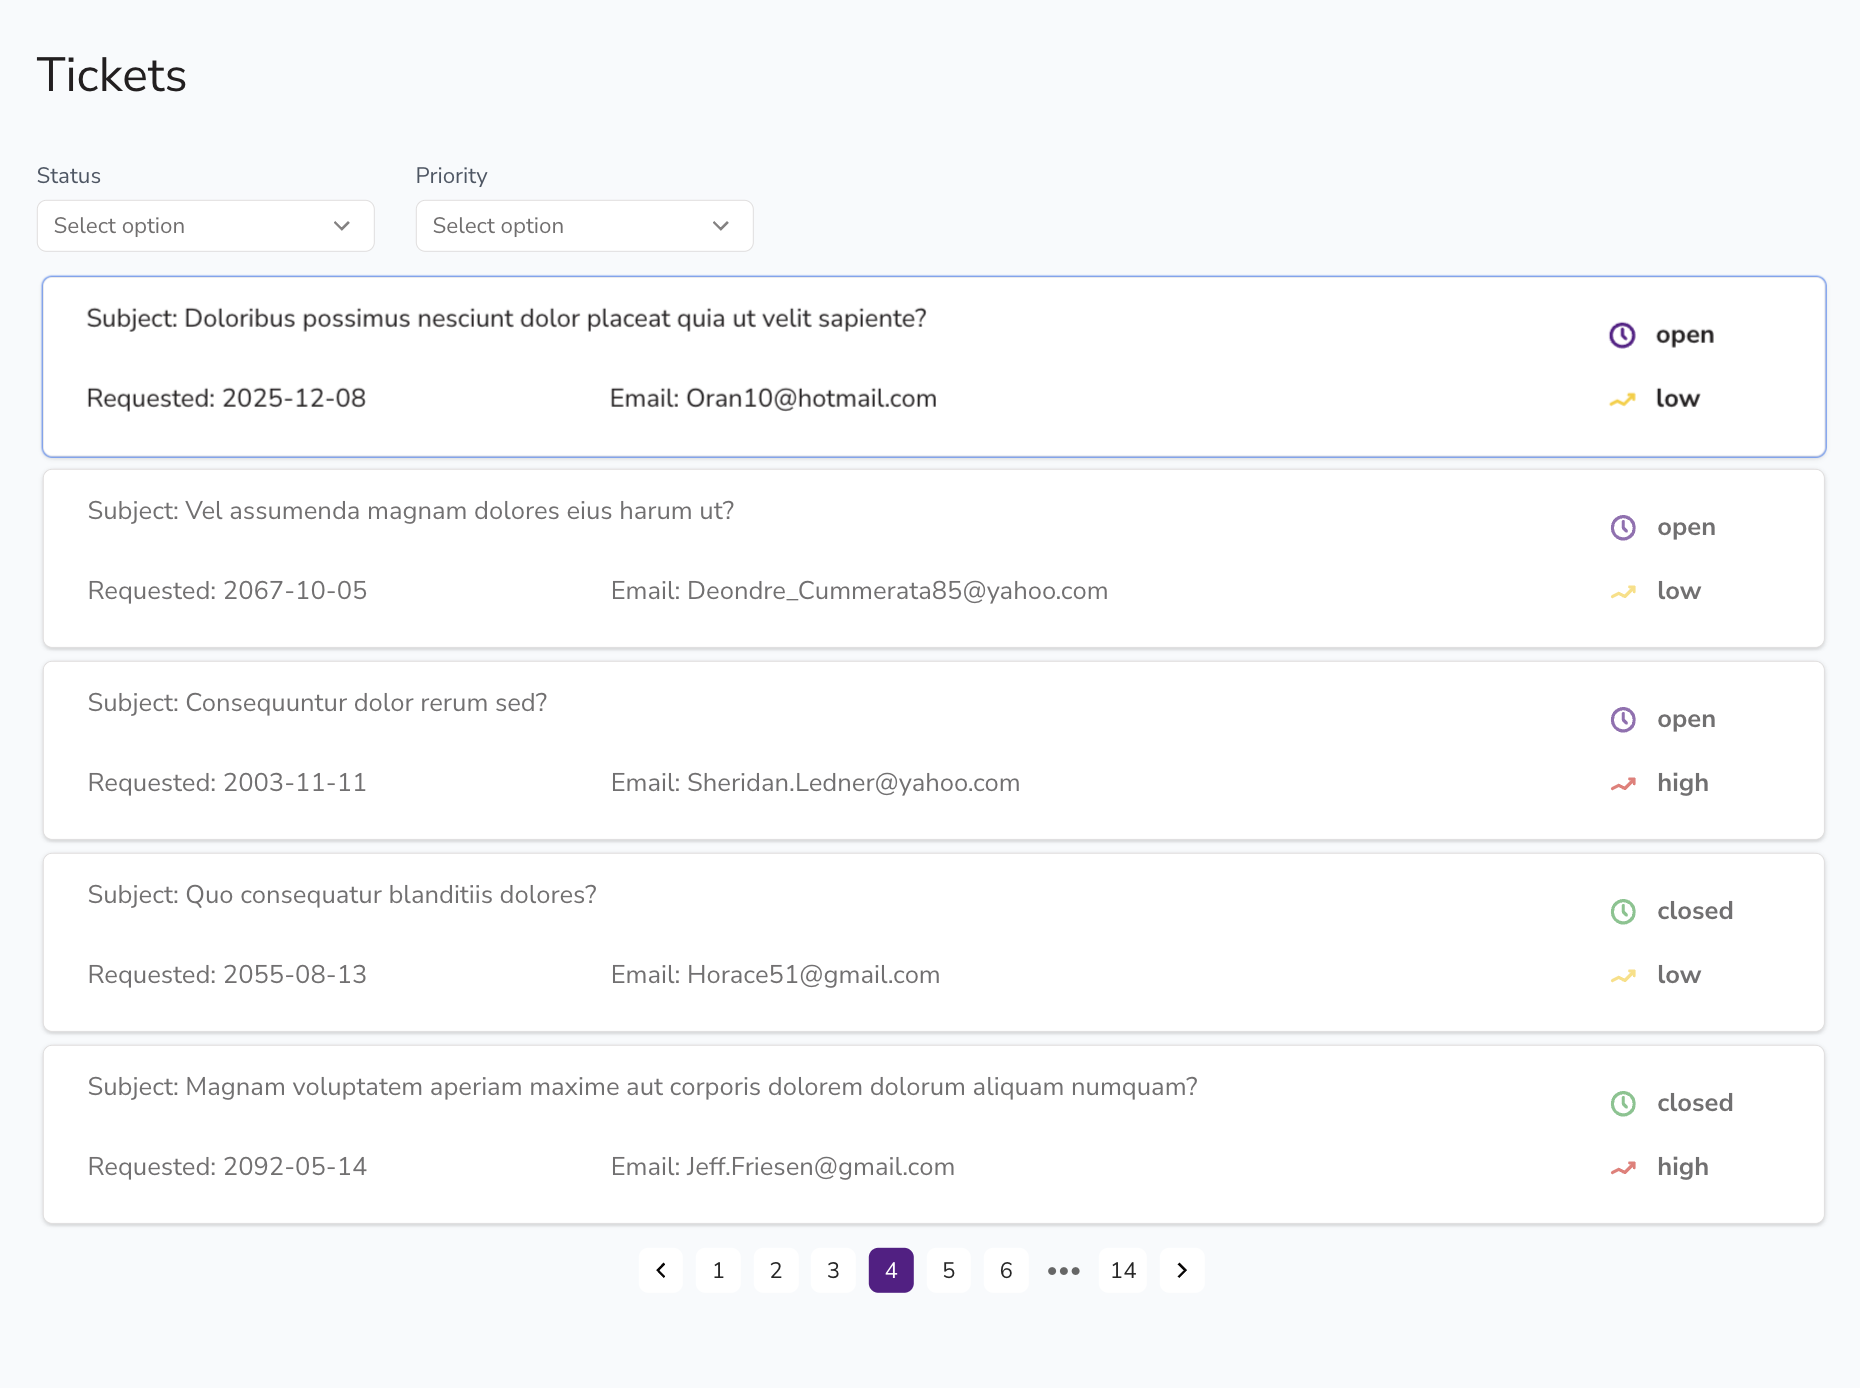 Tickets
Status
Priority
Select option
Select option
Subject: Doloribus possimus nesciunt dolor placeat quia ut velit sapiente?
open
Requested: 2025-12-08
Email: Oran10@hotmail.com
low
Subject: Vel assumenda magnam dolores eius harum ut?
open
Requested: 2067-10-05
Email: Deondre_Cummerata85@yahoo.com
low
Subject: Consequuntur dolor rerum sed?
open
Requested: 2003-11-11
Email: Sheridan.Ledner@yahoo.com
high
Subject: Quo consequatur blanditiis dolores?
closed
Requested: 2055-08-13
Email: Horace51@gmail.com
low
Subject: Magnam voluptatem aperiam maxime aut corporis dolorem dolorum aliquam numquam?
closed
Requested: 2092-05-14
Email: Jeff.Friesen@gmail.com
high
1 2 3 4 5 6 ••• 14